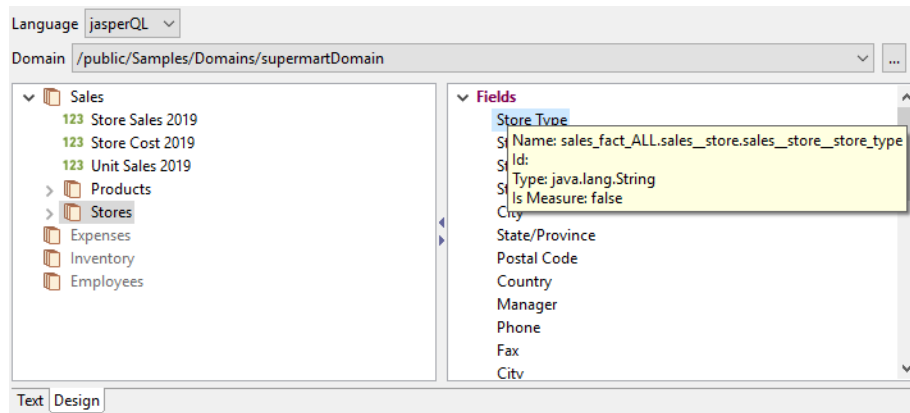 Language jasperQL
Domain /public/Samples/Domains/supermartDomain ...
Sales
123 Store Sales 2019
123 Store Cost 2019
123 Unit Sales 2019
Products
Stores
Expenses
Inventory
Employees
Fields
Store Type
Name: sales_fact_ALL.sales__store.sales__store__store_type
Id:
Type: java.lang.String
Is Measure: false
City
State/Province
Postal Code
Country
Manager
Phone
Fax
City
Text Design